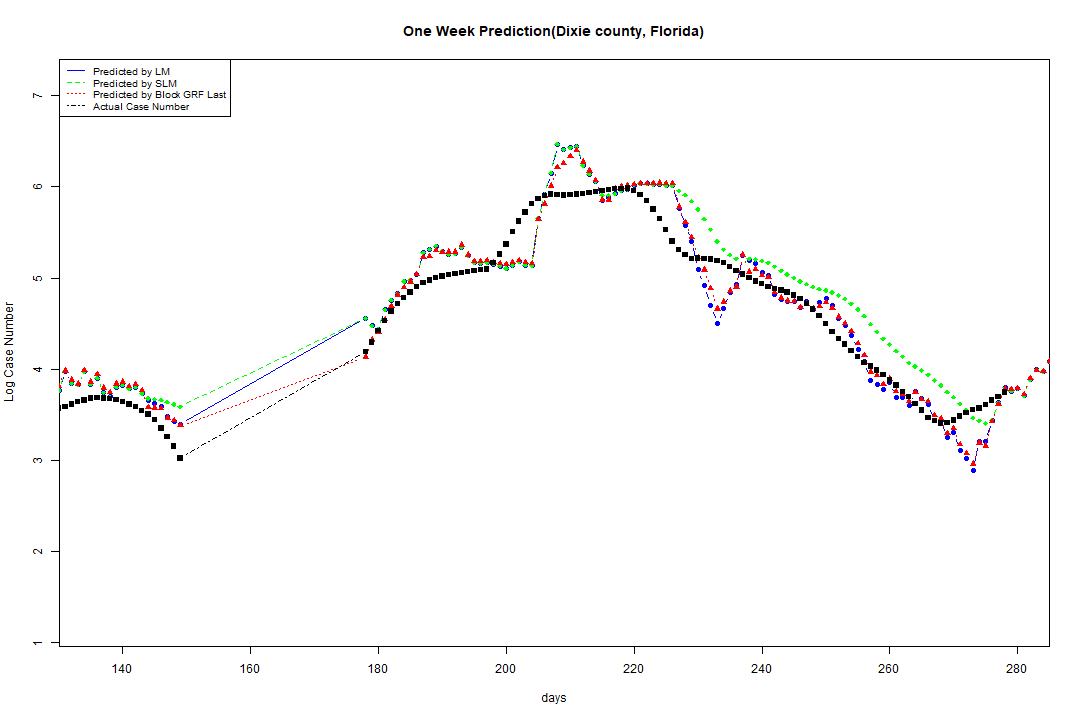 One Week Prediction(Dixie county, Florida)
Predicted by LM
Predicted by SLM
Predicted by Block GRF Last
Actual Case Number
Log Case Number
7
6
5
4
3
2
1
140 160 180 200 220 240 260 280
days